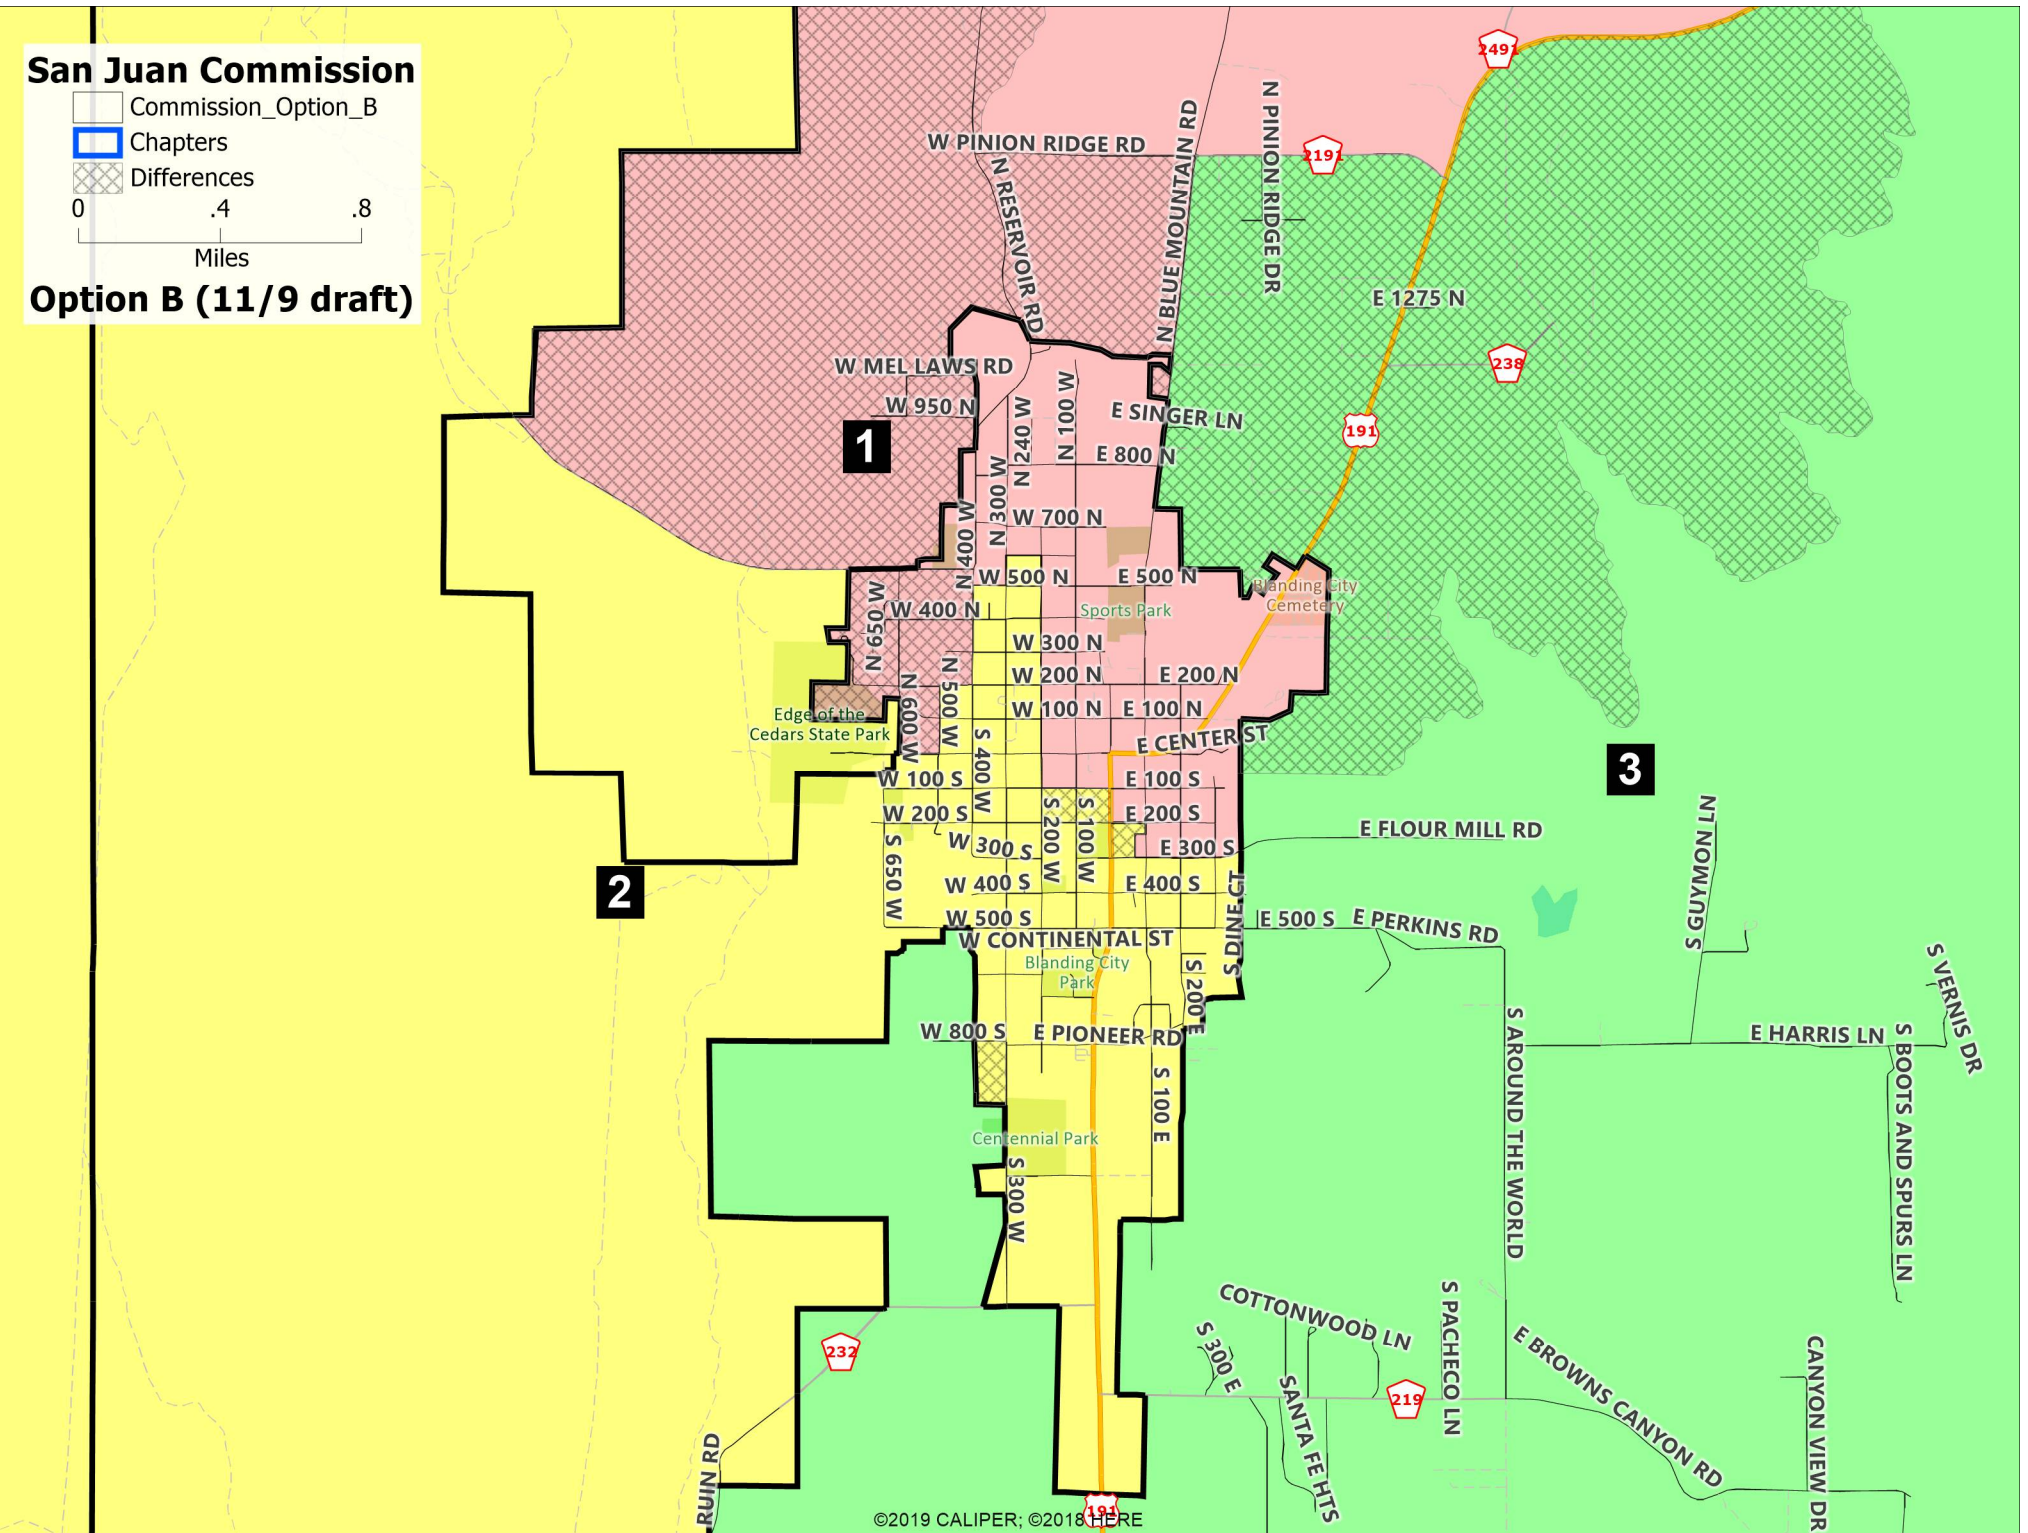 San Juan Commission
Commission_Option_B
Chapters
Differences
0 .4 .8
Miles
Option B (11/9 draft)
2491
W PINION RIDGE RD
2191
N RESERVOIR RD
N BLUE MOUNTAIN RD
N PINION RIDGE DR
E 1275 N
238
W MEL LAWS RD
W 950 N
N 240 W
N 100 W
E SINGER LN
191
1
E 800 N
N 300 W
N 400 W
W 700 N
W 500 N
E 500 N
Blanding City
Cemetery
N 650 W
W 400 N
Sports Park
W 300 N
N 500 W
W 200 N
E 200 N
N 600 W
W 100 N
E 100 N
Edge of the
Cedars State Park
S 400 W
E CENTER ST
3
W 100 S
E 100 S
W 200 S
S 200 W
S 100 W
E 200 S
S GUYMON LN
E FLOUR MILL RD
S 650 W
W 300 S
E 300 S
2
W 400 S
E 400 S
S DINE CT
W 500 S
E 500 S
E PERKINS RD
W CONTINENTAL ST
Blanding City
Park
S 200 E
S VERNIS DR
W 800 S
E PIONEER RD
S AROUND THE WORLD
E HARRIS LN
S BOOTS AND SPURS LN
S 100 E
Centennial Park
S 300 W
COTTONWOOD LN
S PACHECO LN
232
S 300 E
E BROWNS CANYON RD
CANYON VIEW DR
SANTA FE HTS
219
RUIN RD
191
©2019 CALIPER; ©2018 HERE